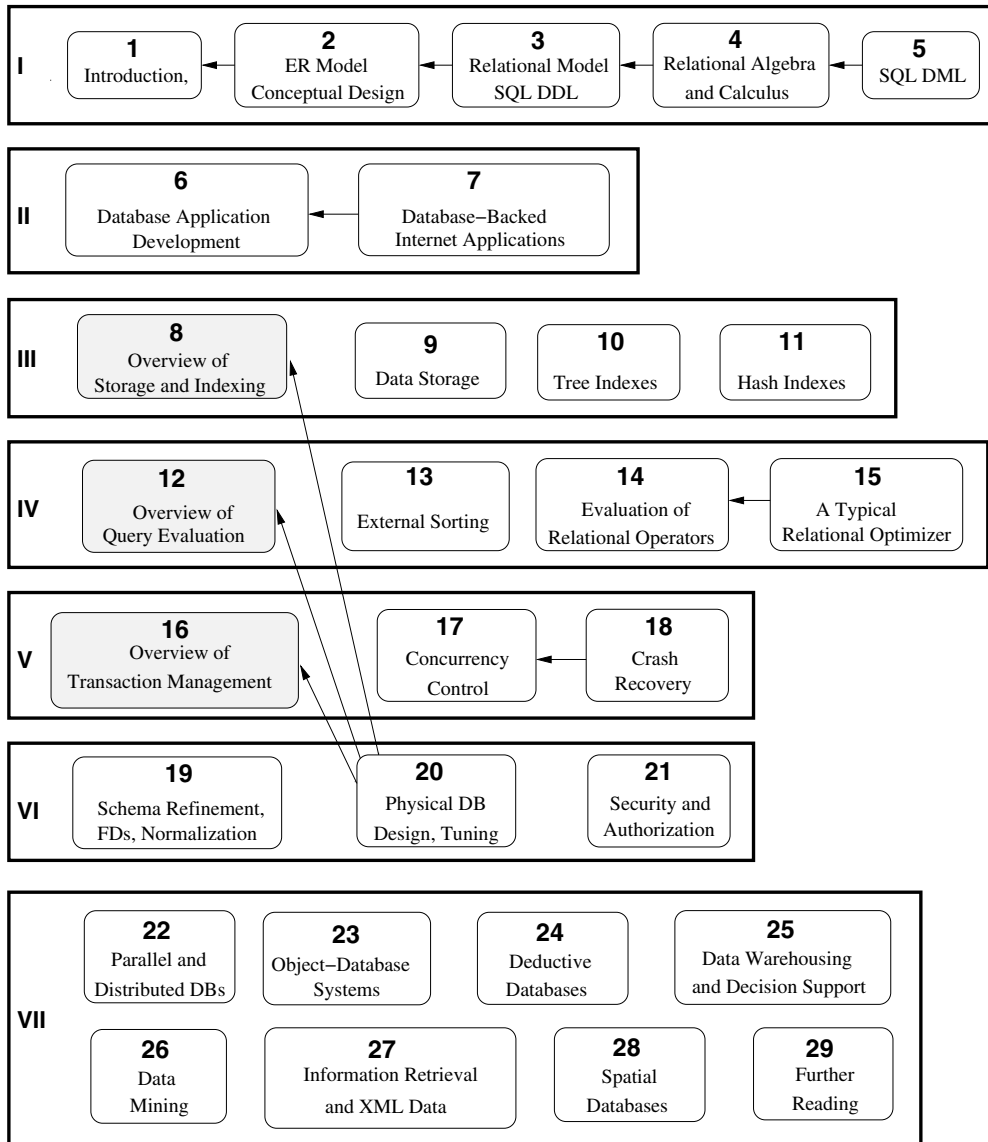 I
1
Introduction,
2
ER Model
Conceptual Design
3
Relational Model
SQL DDL
4
Relational Algebra
and Calculus
5
SQL DML
II
6
Database Application
Development
7
Database−Backed
Internet Applications
III
8
Overview of
Storage and Indexing
9
Data Storage
10
Tree Indexes
11
Hash Indexes
IV
12
Overview of
Query Evaluation
13
External Sorting
14
Evaluation of
Relational Operators
15
A Typical
Relational Optimizer
V
16
Overview of
Transaction Management
17
Concurrency
Control
18
Crash
Recovery
VI
19
Schema Refinement,
FDs, Normalization
20
Physical DB
Design, Tuning
21
Security and
Authorization
VII
22
Parallel and
Distributed DBs
23
Object−Database
Systems
24
Deductive
Databases
25
Data Warehousing
and Decision Support
26
Data
Mining
27
Information Retrieval
and XML Data
28
Spatial
Databases
29
Further
Reading